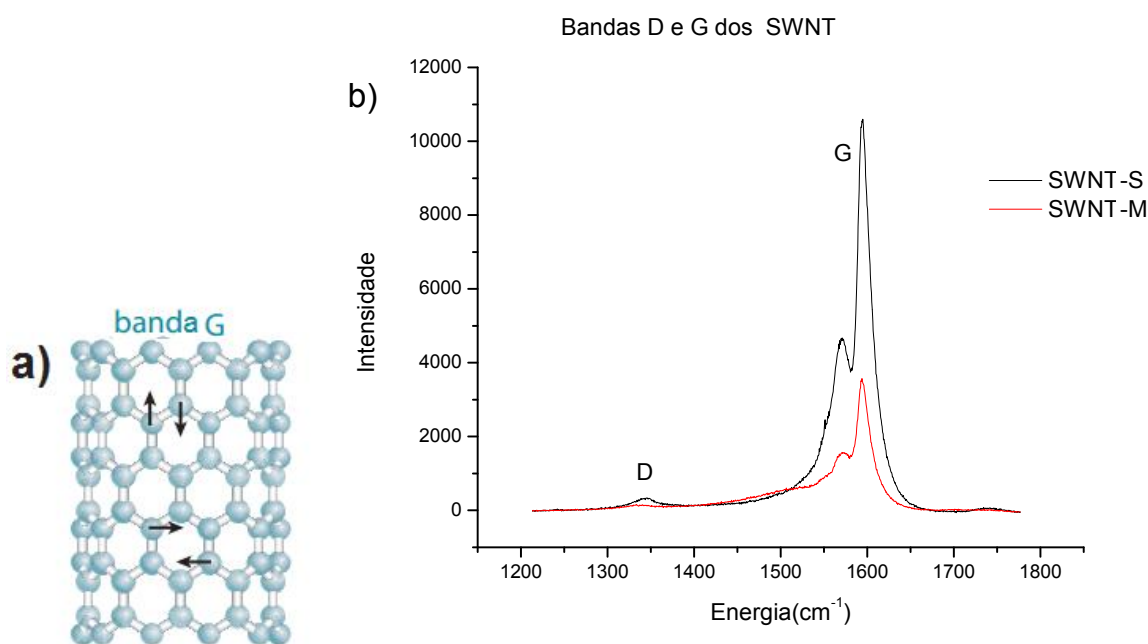 a)
banda G
b)
Bandas D e G dos SWNT
Intensidade
12000
10000
8000
6000
4000
2000
0
D
G
SWNT-S
SWNT-M
1200 1300 1400 1500 1600 1700 1800
Energia(cm⁻¹)